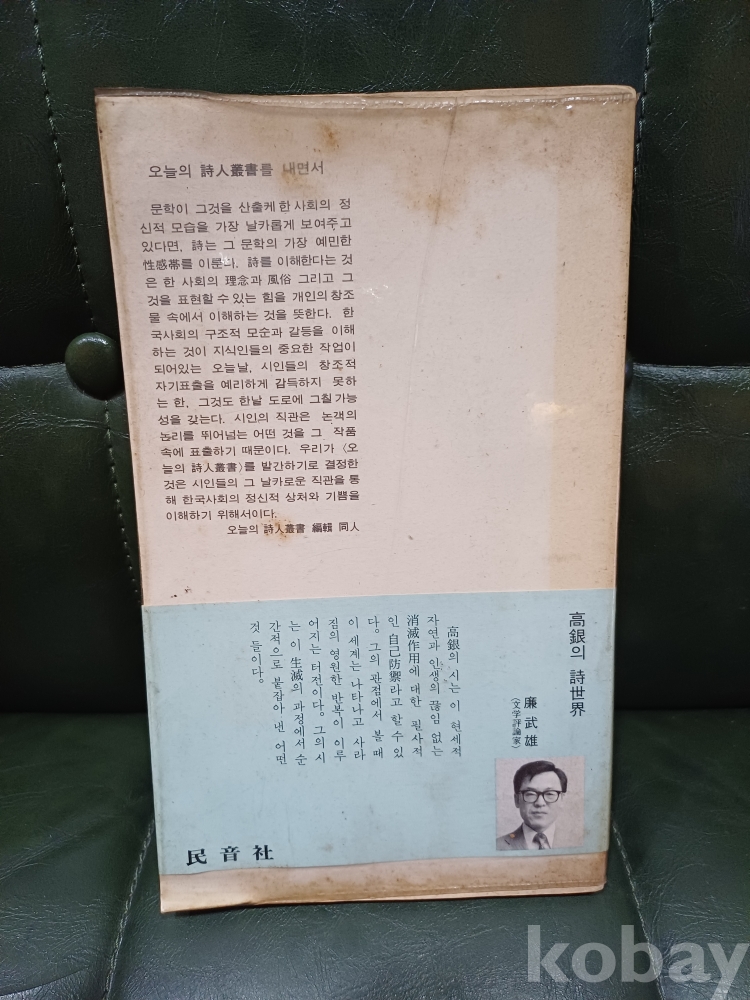 오늘의 詩人叢書를 내면서
문학이 그것을 산출케 한 사회의 정
신적 모습을 가장 날카롭게 보여주고
있다면, 詩는 그 문학의 가장 예민한
性感帶를 이룬다. 詩를 이해한다는 것
은 한 사회의 理念과 風俗 그리고 그
것을 표현할 수 있는 힘을 개인의 창조
물 속에서 이해하는 것을 뜻한다. 한
국사회의 구조적 모순과 갈등을 이해
하는 것이 지식인들의 중요한 작업이
되어있는 오늘날, 시인들의 창조적
자기표출을 예리하게 감득하지 못하
는 한, 그것도 한낱 도로에 그칠 가능
성을 갖는다. 시인의 직관은 논객의
논리를 뛰어넘는 어떤 것을 그 작품
속에 표출하기 때문이다. 우리가 〈오
늘의 詩人叢書〉를 발간하기로 결정한
것은 시인들의 그 날카로운 직관을 통
해 한국사회의 정신적 상처와 기쁨을
이해하기 위해서이다.
오늘의 詩人叢書 編輯 同人
高銀의 詩世界
廉武雄
〈文学評論家〉
高銀의 시는 이 현세적
자연과 인생의 끊임 없는
消滅作用에 대한 필사적
인 自己防禦라고 할 수 있
다. 그의 관점에서 볼 때
이 세계는 나타나고 사라
짐의 영원한 반복이 이루
어지는 터전이다. 그의 시
는 이 生滅의 과정에서 순
간적으로 붙잡아 낸 어떤
것들이다.
民音社
kobay